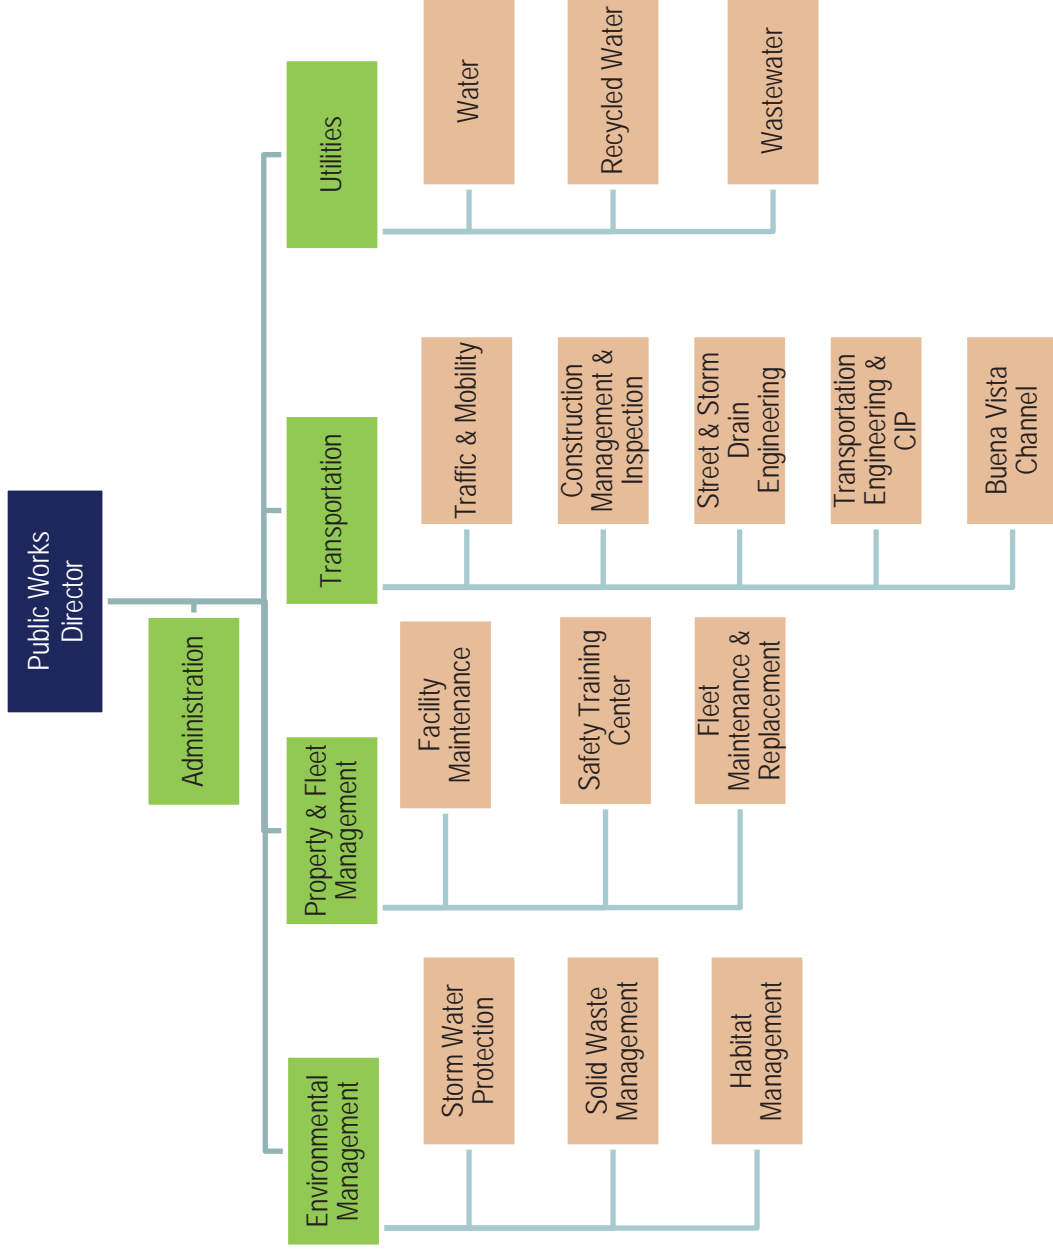 Public Works
Director
Administration
Environmental
Management
Storm Water
Protection
Solid Waste
Management
Habitat
Management
Property & Fleet
Management
Facility
Maintenance
Safety Training
Center
Fleet
Maintenance &
Replacement
Transportation
Traffic & Mobility
Construction
Management &
Inspection
Street & Storm
Drain
Engineering
Transportation
Engineering &
CIP
Buena Vista
Channel
Utilities
Water
Recycled Water
Wastewater